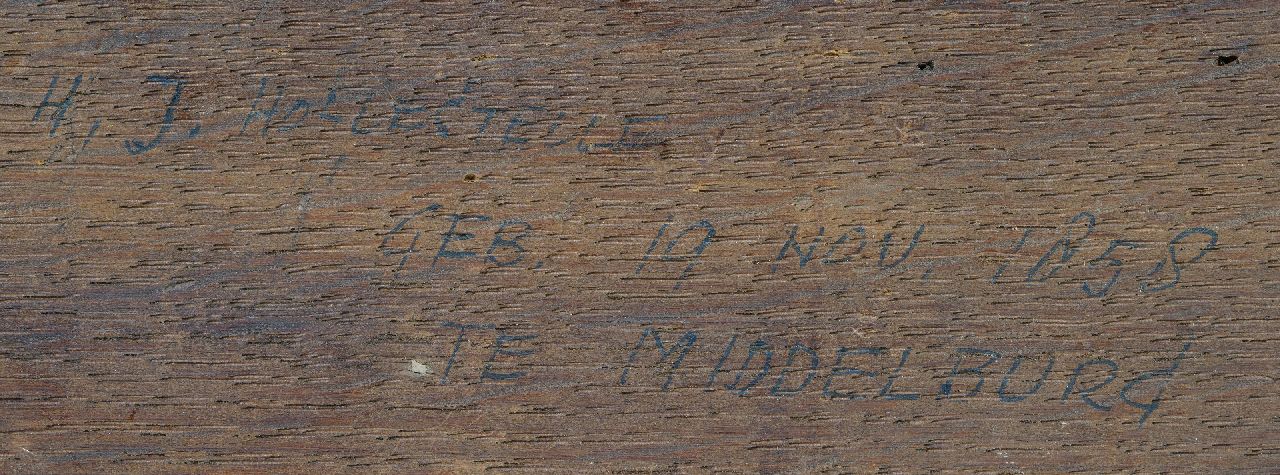 H. J. HOLLESTELLE
GEB. 19 NOV. 1858
TE MIDDELBURG